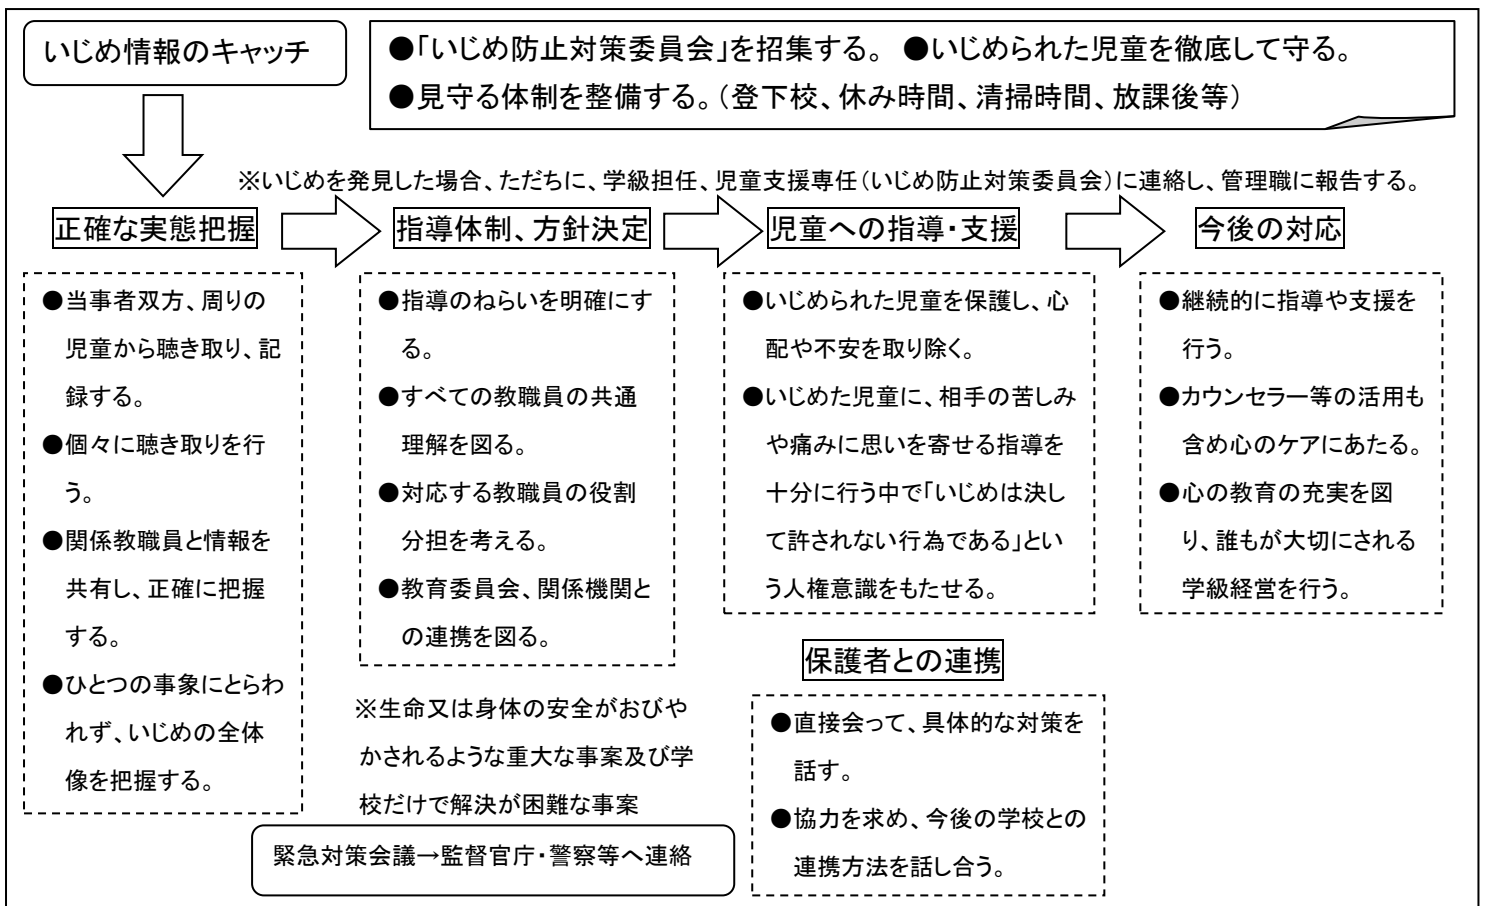 いじめ情報のキャッチ
●「いじめ防止対策委員会」を招集する。 ●いじめられた児童を徹底して守る。
●見守る体制を整備する。（登下校、休み時間、清掃時間、放課後等）
※いじめを発見した場合、ただちに、学級担任、児童支援専任（いじめ防止対策委員会）に連絡し、管理職に報告する。
正確な実態把握
●当事者双方、周りの
児童から聴き取り、記
録する。
●個々に聴き取りを行
う。
●関係教職員と情報を
共有し、正確に把握
する。
●ひとつの事象にとらわ
れず、いじめの全体
像を把握する。
指導体制、方針決定
●指導のねらいを明確にす
る。
●すべての教職員の共通
理解を図る。
●対応する教職員の役割
分担を考える。
●教育委員会、関係機関と
の連携を図る。
※生命又は身体の安全がおびや
かされるような重大な事案及び学
校だけで解決が困難な事案
緊急対策会議→監督官庁・警察等へ連絡
児童への指導・支援
●いじめられた児童を保護し、心
配や不安を取り除く。
●いじめた児童に、相手の苦しみ
や痛みに思いを寄せる指導を
十分に行う中で「いじめは決し
て許されない行為である」とい
う人権意識をもたせる。
保護者との連携
●直接会って、具体的な対策を
話す。
●協力を求め、今後の学校との
連携方法を話し合う。
今後の対応
●継続的に指導や支援を
行う。
●カウンセラー等の活用も
含め心のケアにあたる。
●心の教育の充実を図
り、誰もが大切にされる
学級経営を行う。